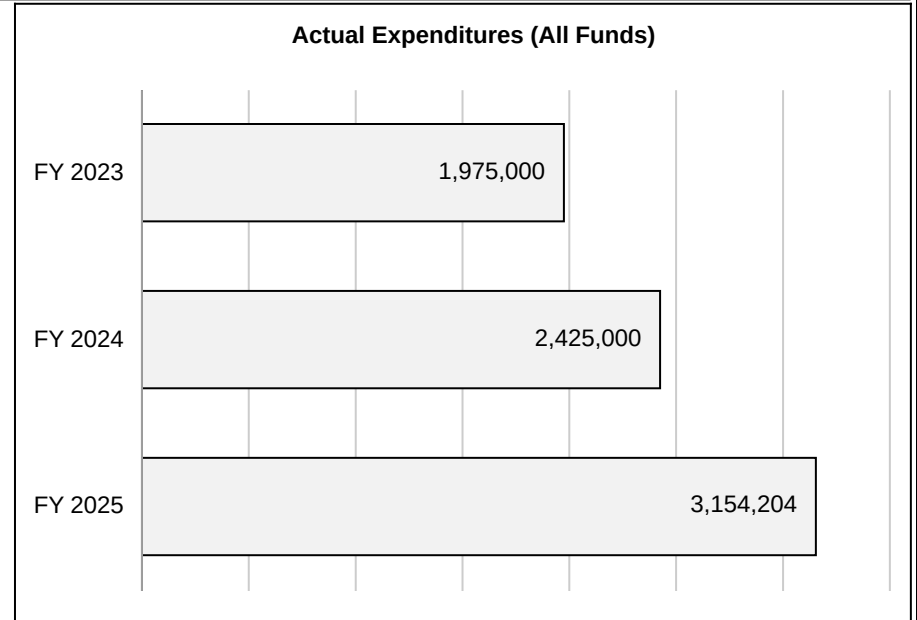 Actual Expenditures (All Funds)
FY 2023 1,975,000
FY 2024 2,425,000
FY 2025 3,154,204